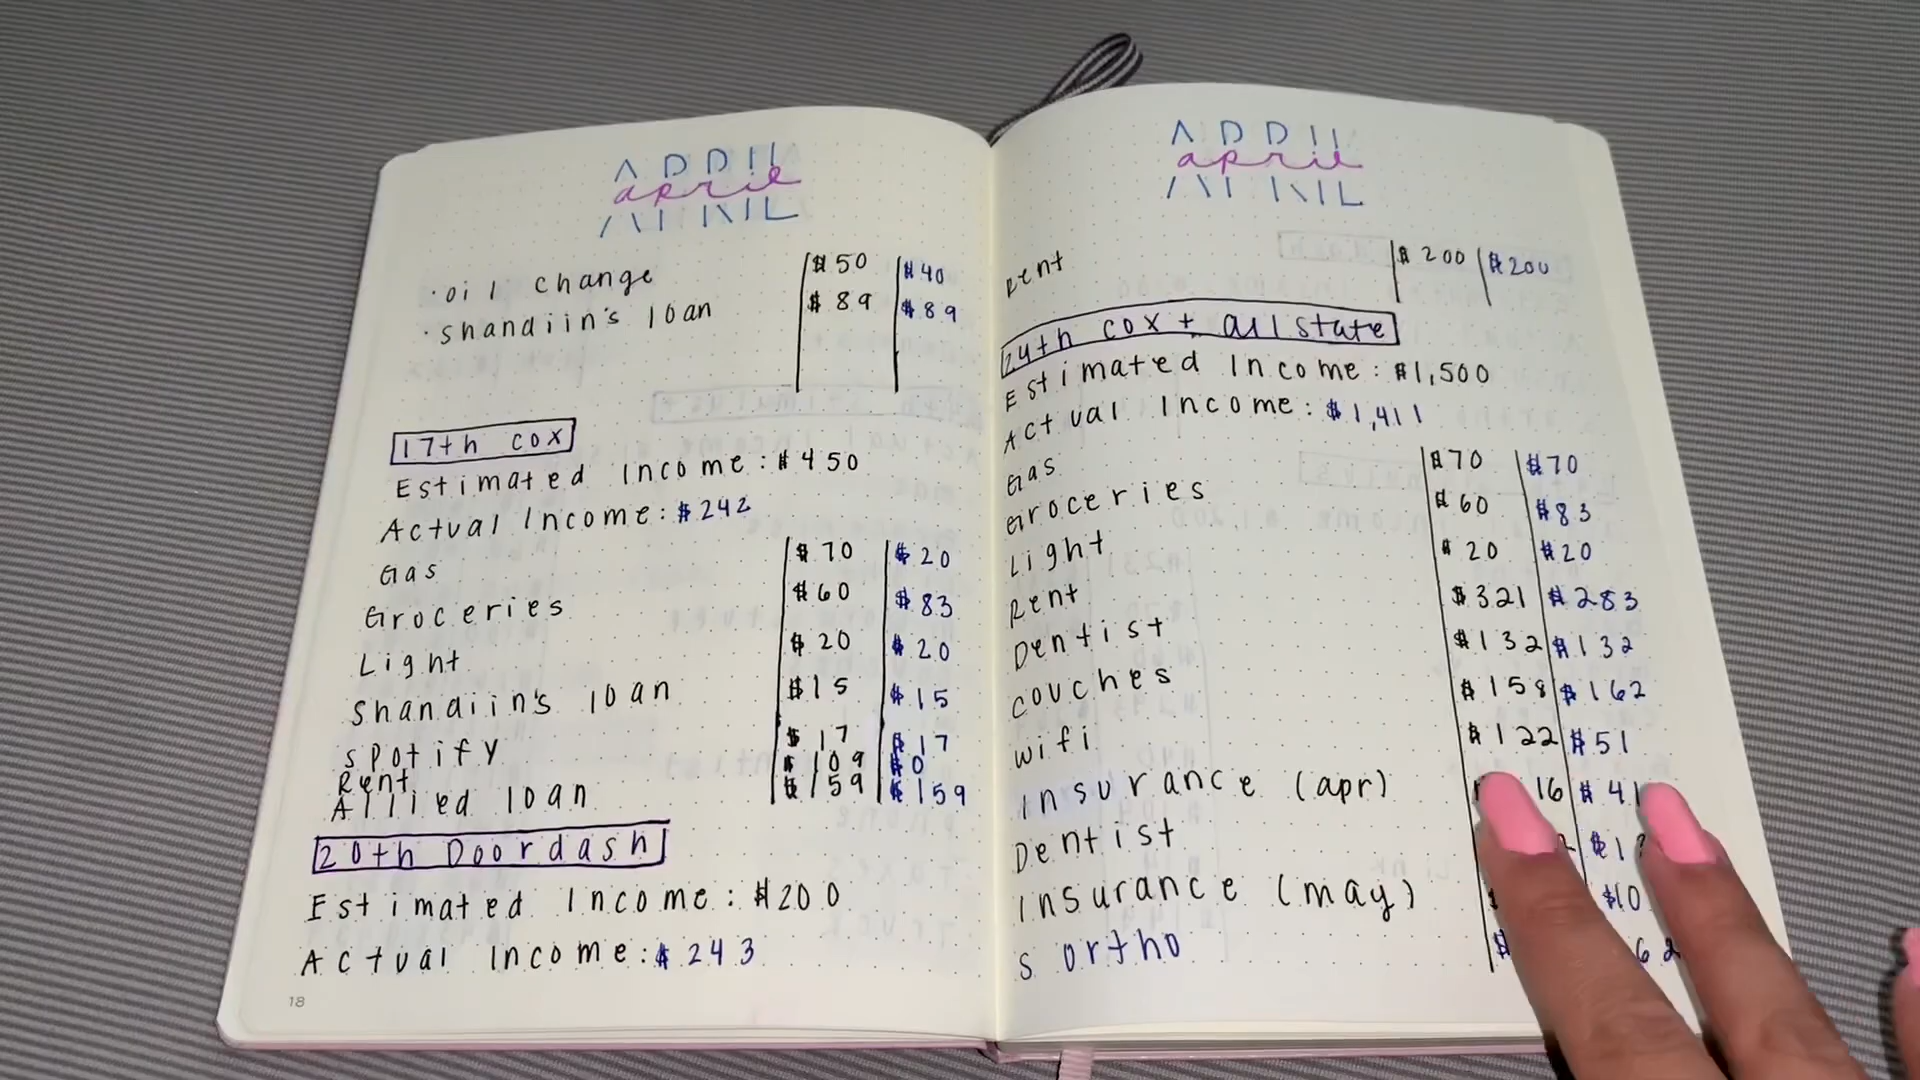 APRIL
april
• oil change $50 $40
• Shandiin's loan $89 $89
17th cox
Estimated Income: $450
Actual Income: $242
Gas $70 $20
Groceries $60 $83
Light $20 $20
Shandiin's loan $15 $15
Spotify $17 $17
Rent $109 $0
Allied loan $159 $159
20th Doordash
Estimated Income: $200
Actual Income: $243
18
APRIL
april
Rent $200 $200
24th cox + allstate
Estimated Income: $1,500
Actual Income: $1,411
Gas $70 $70
Groceries $60 $83
Light $20 $20
Rent $321 $283
Dentist $132 $132
couches $158 $162
wifi $122 $51
Insurance (apr) 16 $41
Dentist
Insurance (may) $10
S ortho $ 62